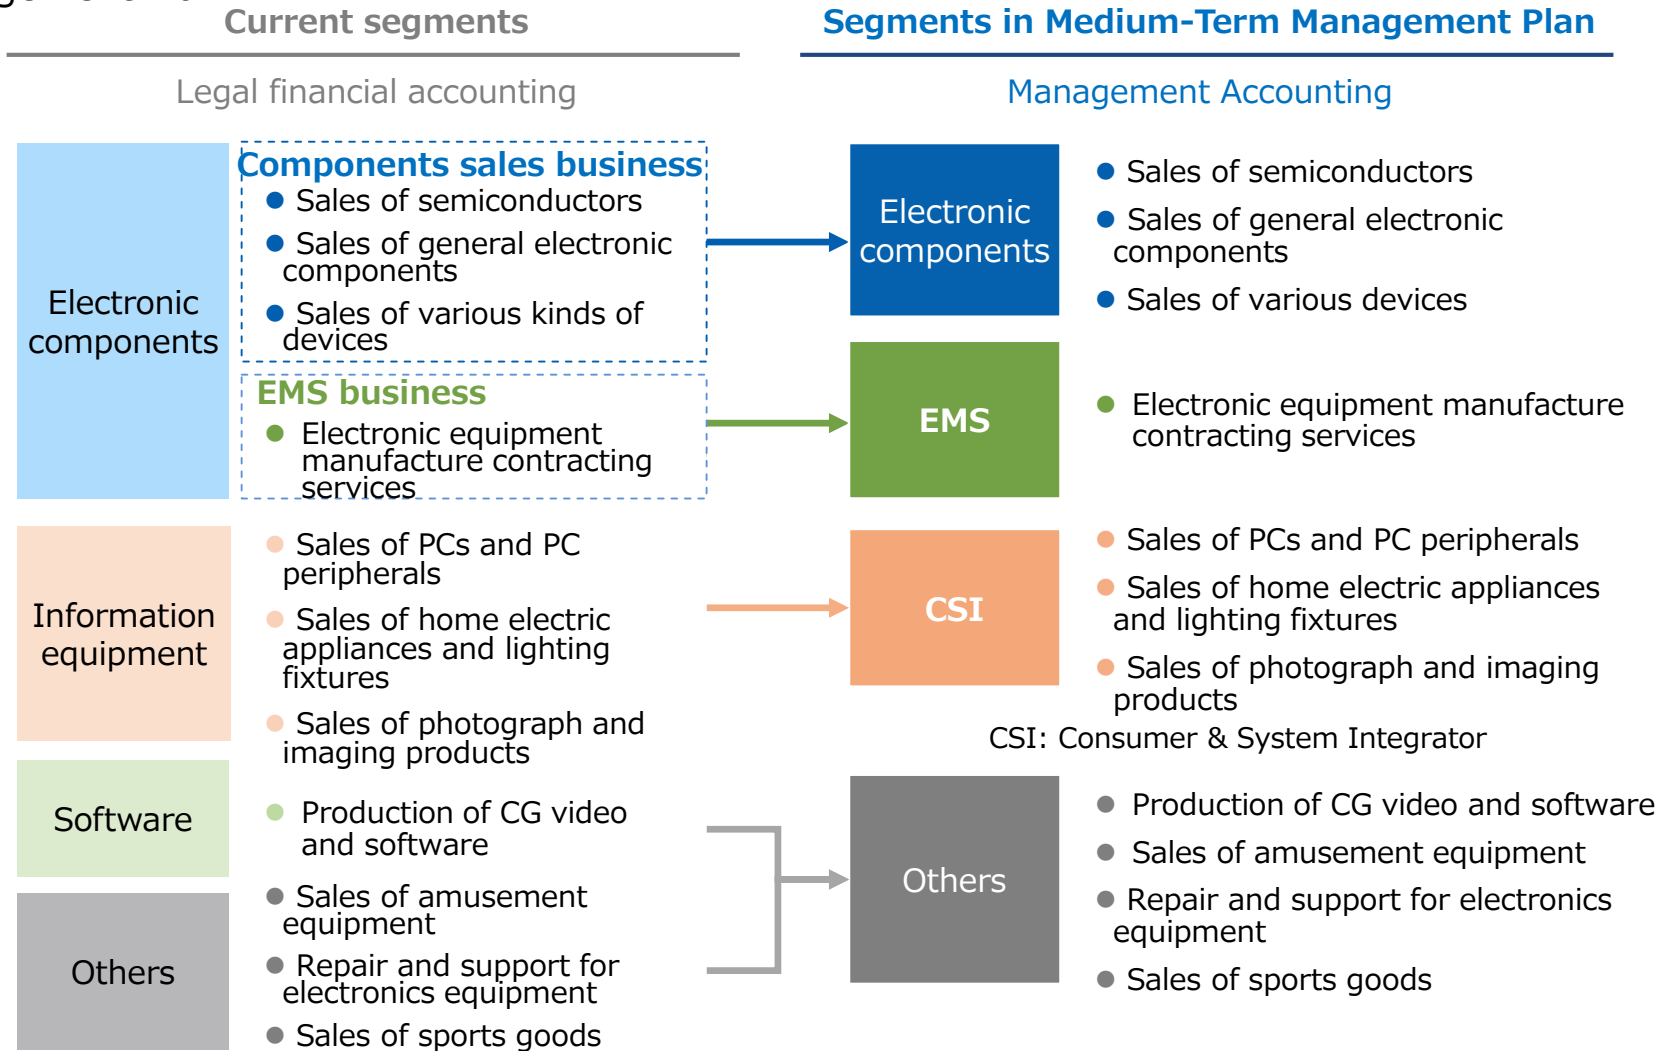 Current segments
Legal financial accounting
Electronic
components
Components sales business
● Sales of semiconductors
● Sales of general electronic
components
● Sales of various kinds of
devices
EMS business
● Electronic equipment
manufacture contracting
services
Information
equipment
● Sales of PCs and PC
peripherals
● Sales of home electric
appliances and lighting
fixtures
● Sales of photograph and
imaging products
Software
● Production of CG video
and software
Others
● Sales of amusement
equipment
● Repair and support for
electronics equipment
● Sales of sports goods
Segments in Medium-Term Management Plan
Management Accounting
Electronic
components
● Sales of semiconductors
● Sales of general electronic
components
● Sales of various devices
EMS
● Electronic equipment manufacture
contracting services
CSI
● Sales of PCs and PC peripherals
● Sales of home electric appliances
and lighting fixtures
● Sales of photograph and imaging
products
CSI: Consumer & System Integrator
Others
● Production of CG video and software
● Sales of amusement equipment
● Repair and support for electronics
equipment
● Sales of sports goods